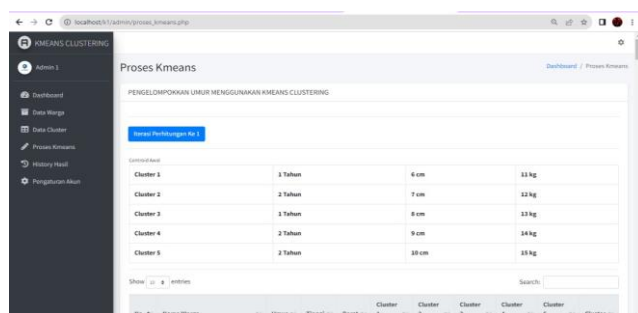 localhost/k1/admin/proses_kmeans.php
KMEANS CLUSTERING
Admin 1
Dashboard
Data Warga
Data Cluster
Proses Kmeans
History Hasil
Pengaturan Akun
Proses Kmeans
Dashboard / Proses Kmeans
PENGELOMPOKKAN UMUR MENGGUNAKAN KMEANS CLUSTERING
Iterasi Perhitungan Ke 1
Centroid Awal
Cluster 1 1 Tahun 6 cm 11 kg
Cluster 2 2 Tahun 7 cm 12 kg
Cluster 3 1 Tahun 8 cm 13 kg
Cluster 4 2 Tahun 9 cm 14 kg
Cluster 5 2 Tahun 10 cm 15 kg
Show 10 entries Search:
Cluster Cluster Cluster Cluster Cluster